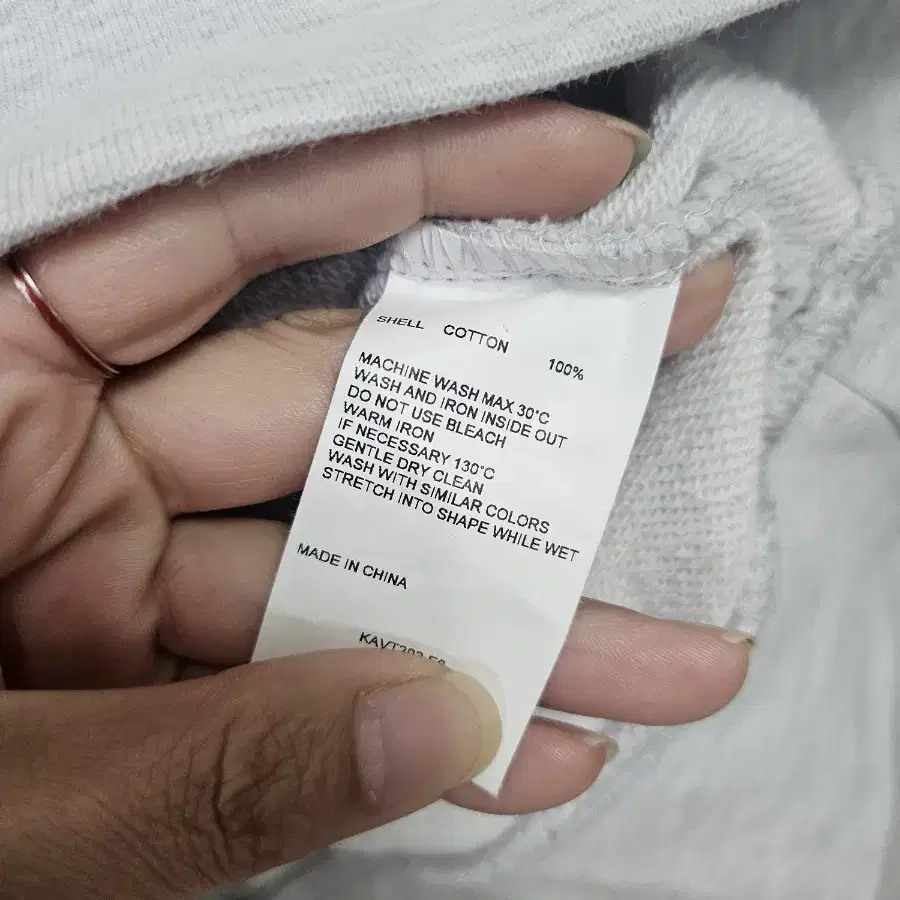 SHELL COTTON 100%
MACHINE WASH MAX 30°C
WASH AND IRON INSIDE OUT
DO NOT USE BLEACH
WARM IRON
IF NECESSARY 130°C
GENTLE DRY CLEAN
WASH WITH SIMILAR COLORS
STRETCH INTO SHAPE WHILE WET
MADE IN CHINA